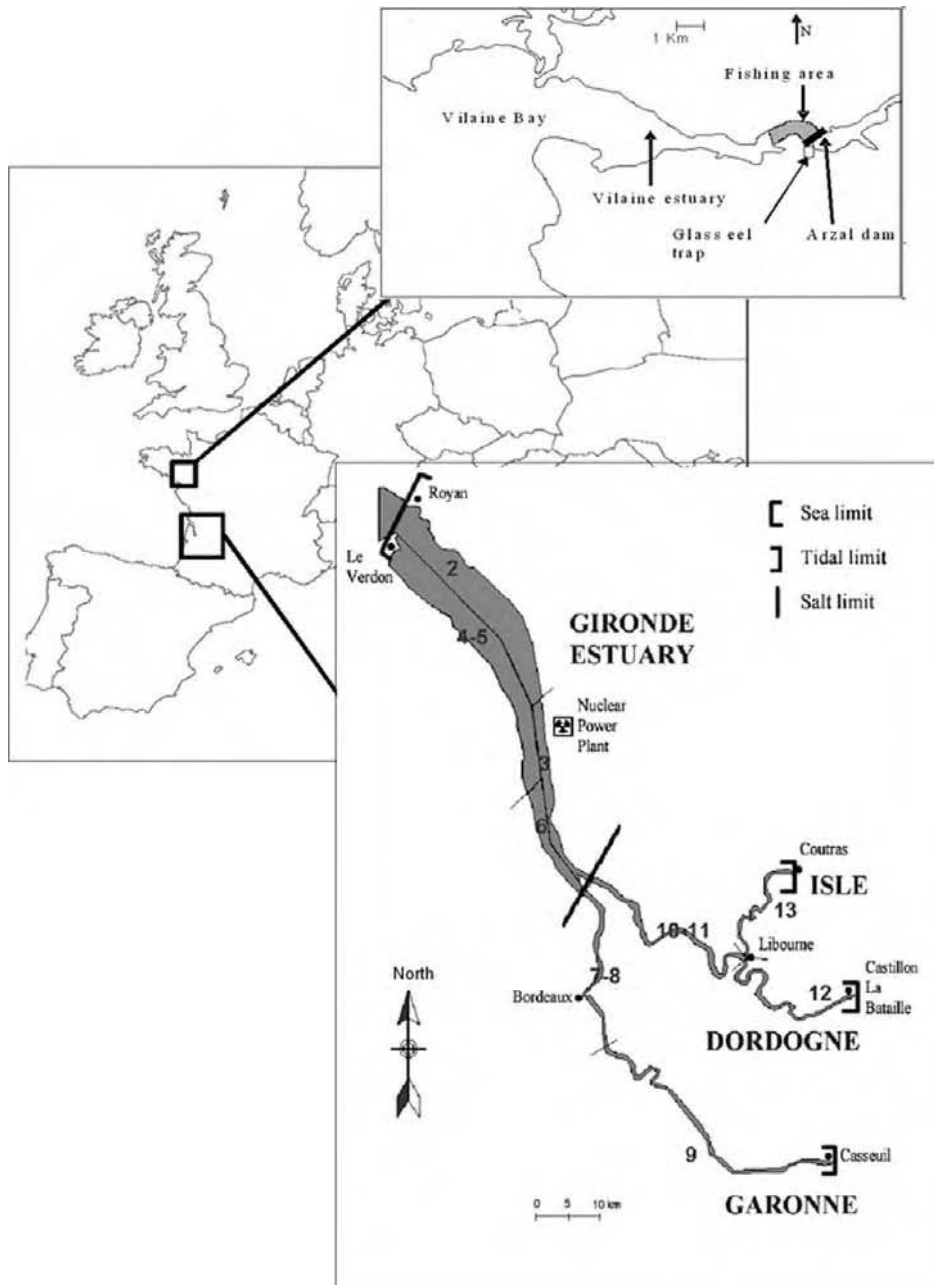 1 Km
N
Fishing area
Vilaine Bay
Vilaine estuary
Glass eel
trap
Arzal dam
Royan
Le
Verdon
2
4-5
GIRONDE
ESTUARY
Sea limit
Tidal limit
Salt limit
Nuclear
Power
Plant
3
6
Coutras
ISLE
13
10-11
Libourne
7-8
Castillon
La
Bataille
12
North
Bordeaux
DORDOGNE
9
Casseuil
0 5 10 km
GARONNE